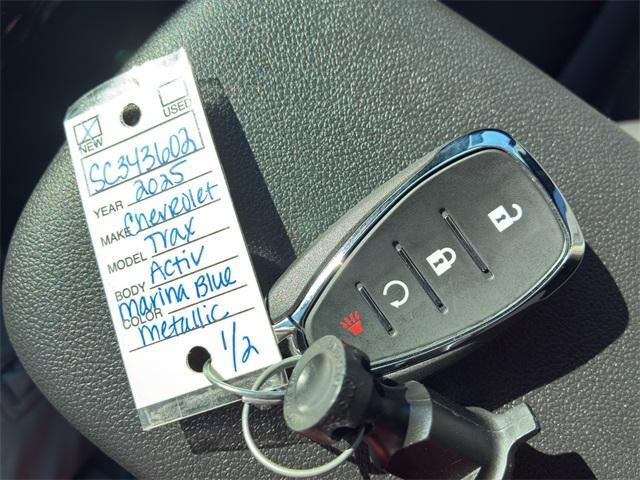 X NEW USED
SC343602
YEAR 2025
MAKE Chevrolet
MODEL Trax
BODY Activ
COLOR Marina Blue
Metallic
1/2